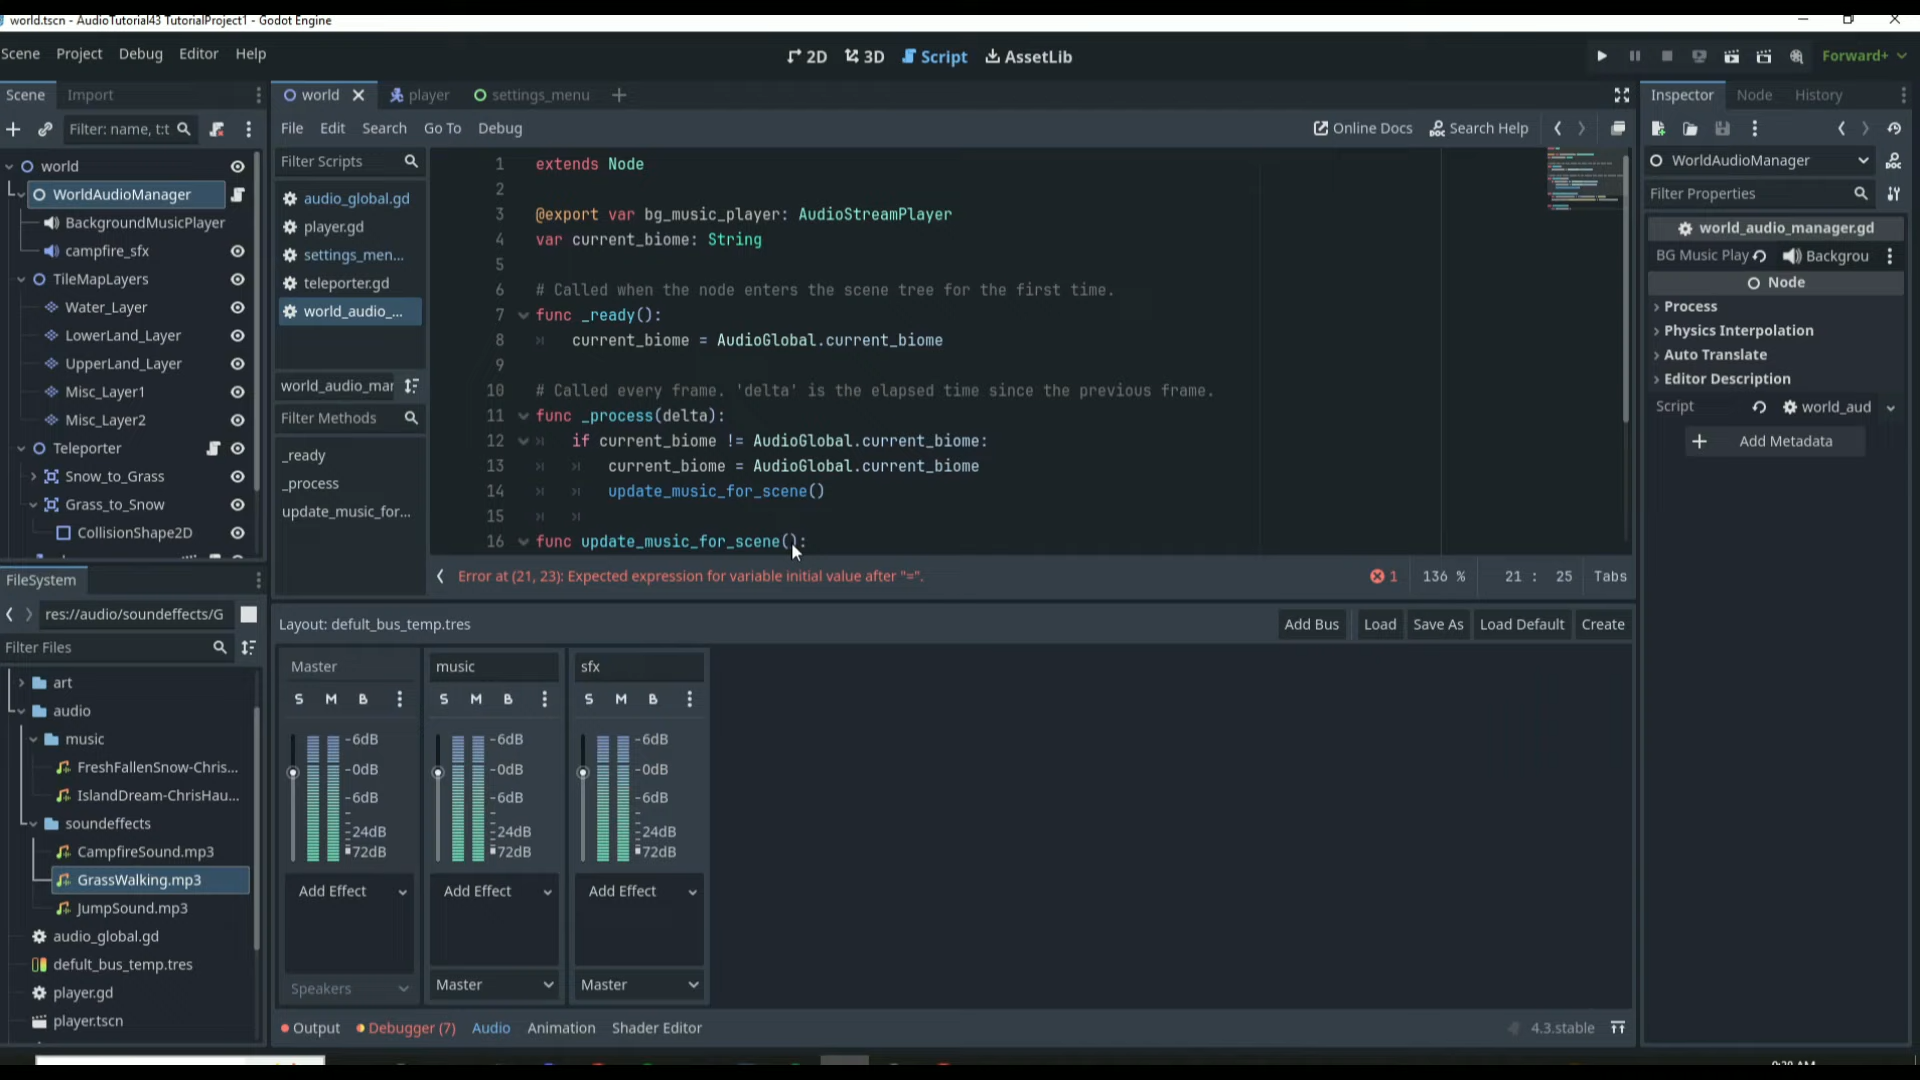 world.tscn - AudioTutorial43 TutorialProject1 - Godot Engine
Scene Project Debug Editor Help
2D 3D Script AssetLib
Forward+
Scene Import
world player settings_menu
Inspector Node History
Filter: name, t:t
File Edit Search Go To Debug
Online Docs Search Help
world
WorldAudioManager
BackgroundMusicPlayer
campfire_sfx
TileMapLayers
Water_Layer
LowerLand_Layer
UpperLand_Layer
Misc_Layer1
Misc_Layer2
Teleporter
Snow_to_Grass
Grass_to_Snow
CollisionShape2D
Filter Scripts
audio_global.gd
player.gd
settings_men...
teleporter.gd
world_audio_...
world_audio_mar
Filter Methods
_ready
_process
update_music_for...
1 extends Node
2
3 @export var bg_music_player: AudioStreamPlayer
4 var current_biome: String
5
6 # Called when the node enters the scene tree for the first time.
7 func _ready():
8 current_biome = AudioGlobal.current_biome
9
10 # Called every frame. 'delta' is the elapsed time since the previous frame.
11 func _process(delta):
12 if current_biome != AudioGlobal.current_biome:
13 current_biome = AudioGlobal.current_biome
14 update_music_for_scene()
15
16 func update_music_for_scene():
Error at (21, 23): Expected expression for variable initial value after "=".
1 136 % 21 : 25 Tabs
WorldAudioManager
Filter Properties
world_audio_manager.gd
BG Music Play Backgrou
Node
Process
Physics Interpolation
Auto Translate
Editor Description
Script world_aud
Add Metadata
FileSystem
res://audio/soundeffects/G
Filter Files
art
audio
music
FreshFallenSnow-Chris...
IslandDream-ChrisHau...
soundeffects
CampfireSound.mp3
GrassWalking.mp3
JumpSound.mp3
audio_global.gd
defult_bus_temp.tres
player.gd
player.tscn
Layout: defult_bus_temp.tres
Add Bus Load Save As Load Default Create
Master music sfx
S M B S M B S M B
-6dB -6dB -6dB
-0dB -0dB -0dB
-6dB -6dB -6dB
-24dB -24dB -24dB
-72dB -72dB -72dB
Add Effect Add Effect Add Effect
Speakers Master Master
Output Debugger (7) Audio Animation Shader Editor
4.3.stable